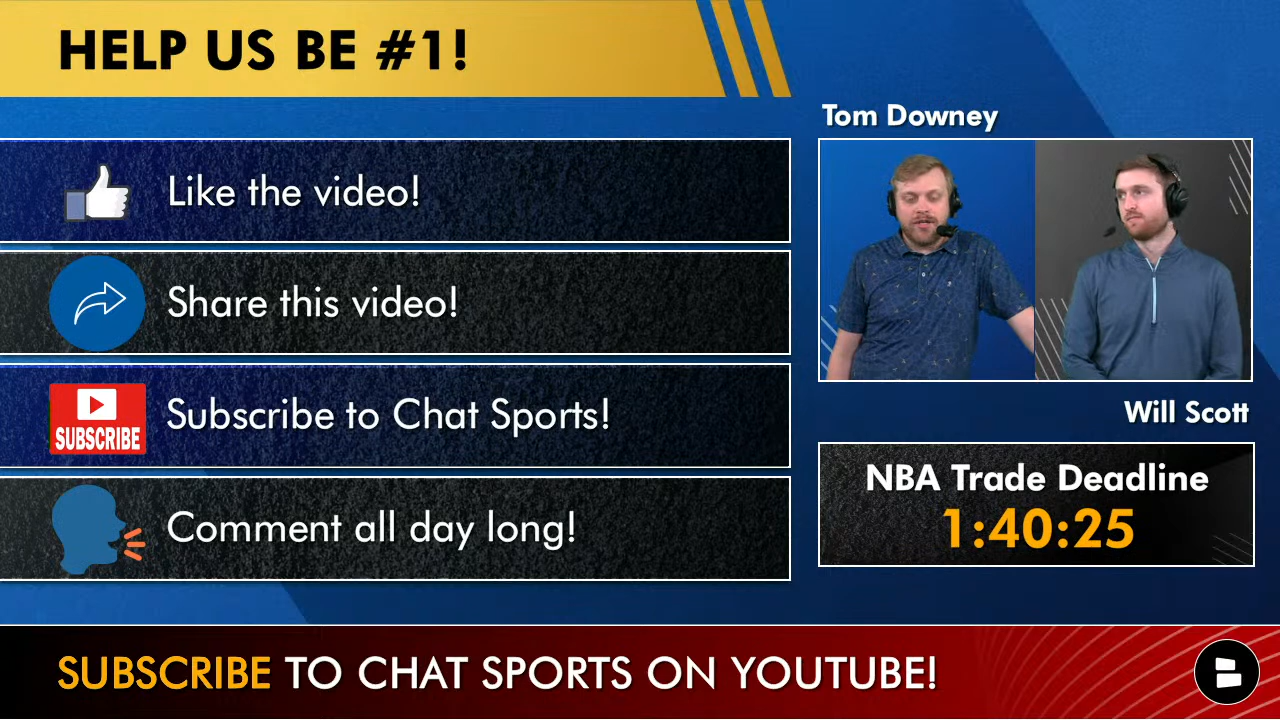 HELP US BE #1!
Like the video!
Share this video!
SUBSCRIBE
Subscribe to Chat Sports!
Comment all day long!
Tom Downey
Will Scott
NBA Trade Deadline
1:40:25
SUBSCRIBE TO CHAT SPORTS ON YOUTUBE!